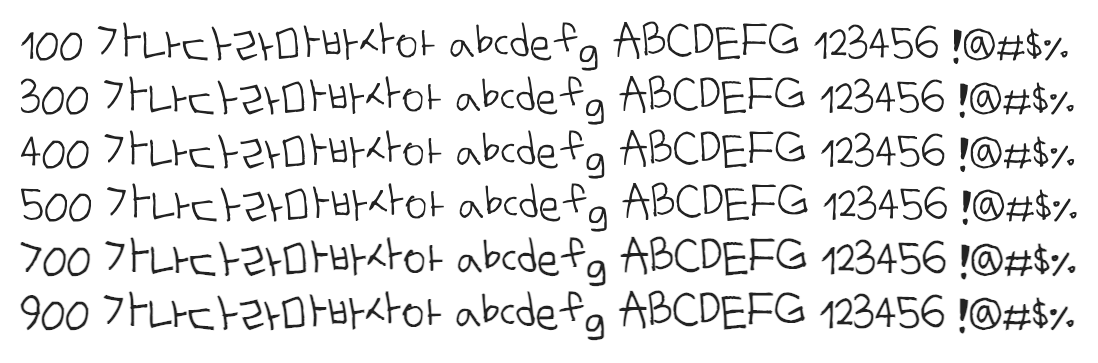 100 가나다라마바사아 abcdefg ABCDEFG 123456 !@#$%
300 가나다라마바사아 abcdefg ABCDEFG 123456 !@#$%
400 가나다라마바사아 abcdefg ABCDEFG 123456 !@#$%
500 가나다라마바사아 abcdefg ABCDEFG 123456 !@#$%
700 가나다라마바사아 abcdefg ABCDEFG 123456 !@#$%
900 가나다라마바사아 abcdefg ABCDEFG 123456 !@#$%